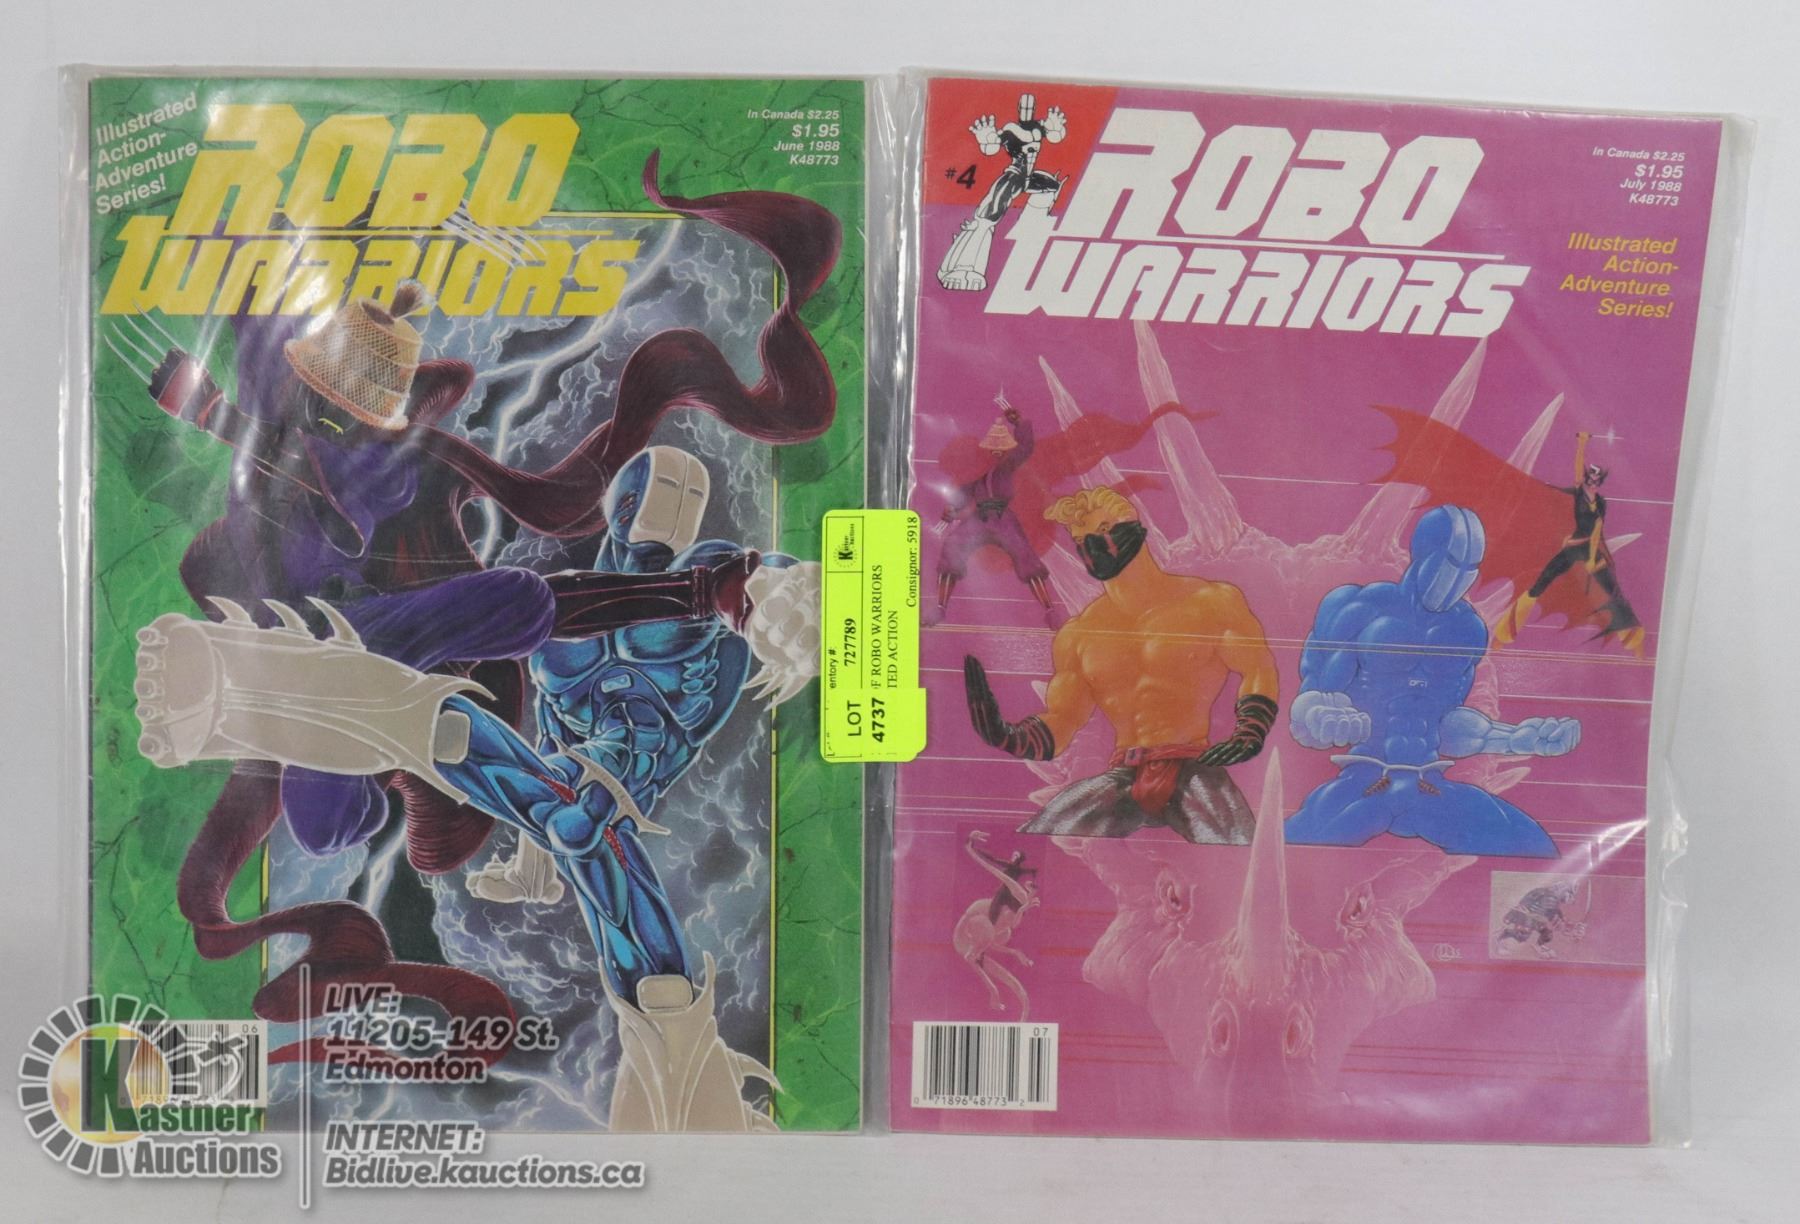 Illustrated
Action-
Adventure
Series!
ROBO
WARRIORS
In Canada $2.25
$1.95
June 1988
K48773
#4
ROBO
WARRIORS
In Canada $2.25
$1.95
July 1988
K48773
Illustrated
Action-
Adventure
Series!
727789
ROBO WARRIORS
ACTION
Consignor: 5918
LOT
4737
06
07
0 71896 48773 2
Kastner
Auctions
LIVE:
11205-149 St.
Edmonton
INTERNET:
Bidlive.kauctions.ca